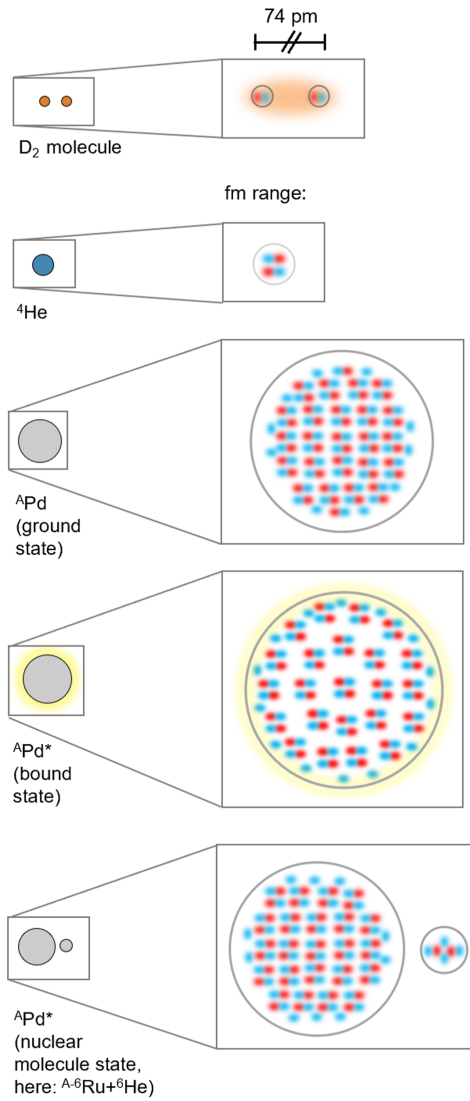 74 pm
D₂ molecule
fm range:
⁴He
ᴬPd
(ground
state)
ᴬPd*
(bound
state)
ᴬPd*
(nuclear
molecule state,
here: ᴬ⁻⁶Ru+⁶He)